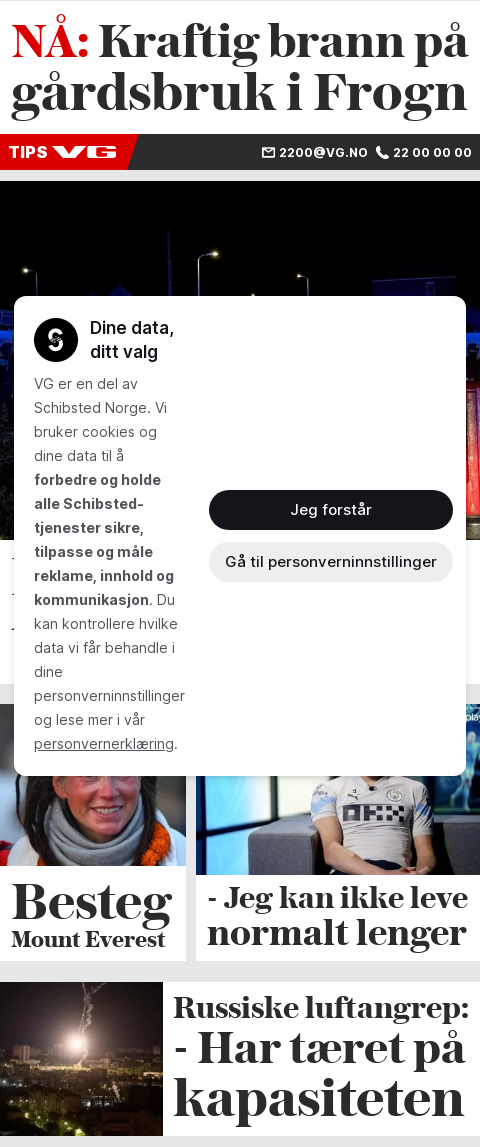 NÅ: Kraftig brann på
gårdsbruk i Frogn
TIPS VG
2200@VG.NO 22 00 00 00
Dine data,
ditt valg
VG er en del av
Schibsted Norge. Vi
bruker cookies og
dine data til å
forbedre og holde
alle Schibsted-
tjenester sikre,
tilpasse og måle
reklame, innhold og
kommunikasjon. Du
kan kontrollere hvilke
data vi får behandle i
dine
personverninnstillinger
og lese mer i vår
personvernerklæring.
Jeg forstår
Gå til personverninnstillinger
Besteg
Mount Everest
- Jeg kan ikke leve
normalt lenger
Russiske luftangrep:
- Har tæret på
kapasiteten